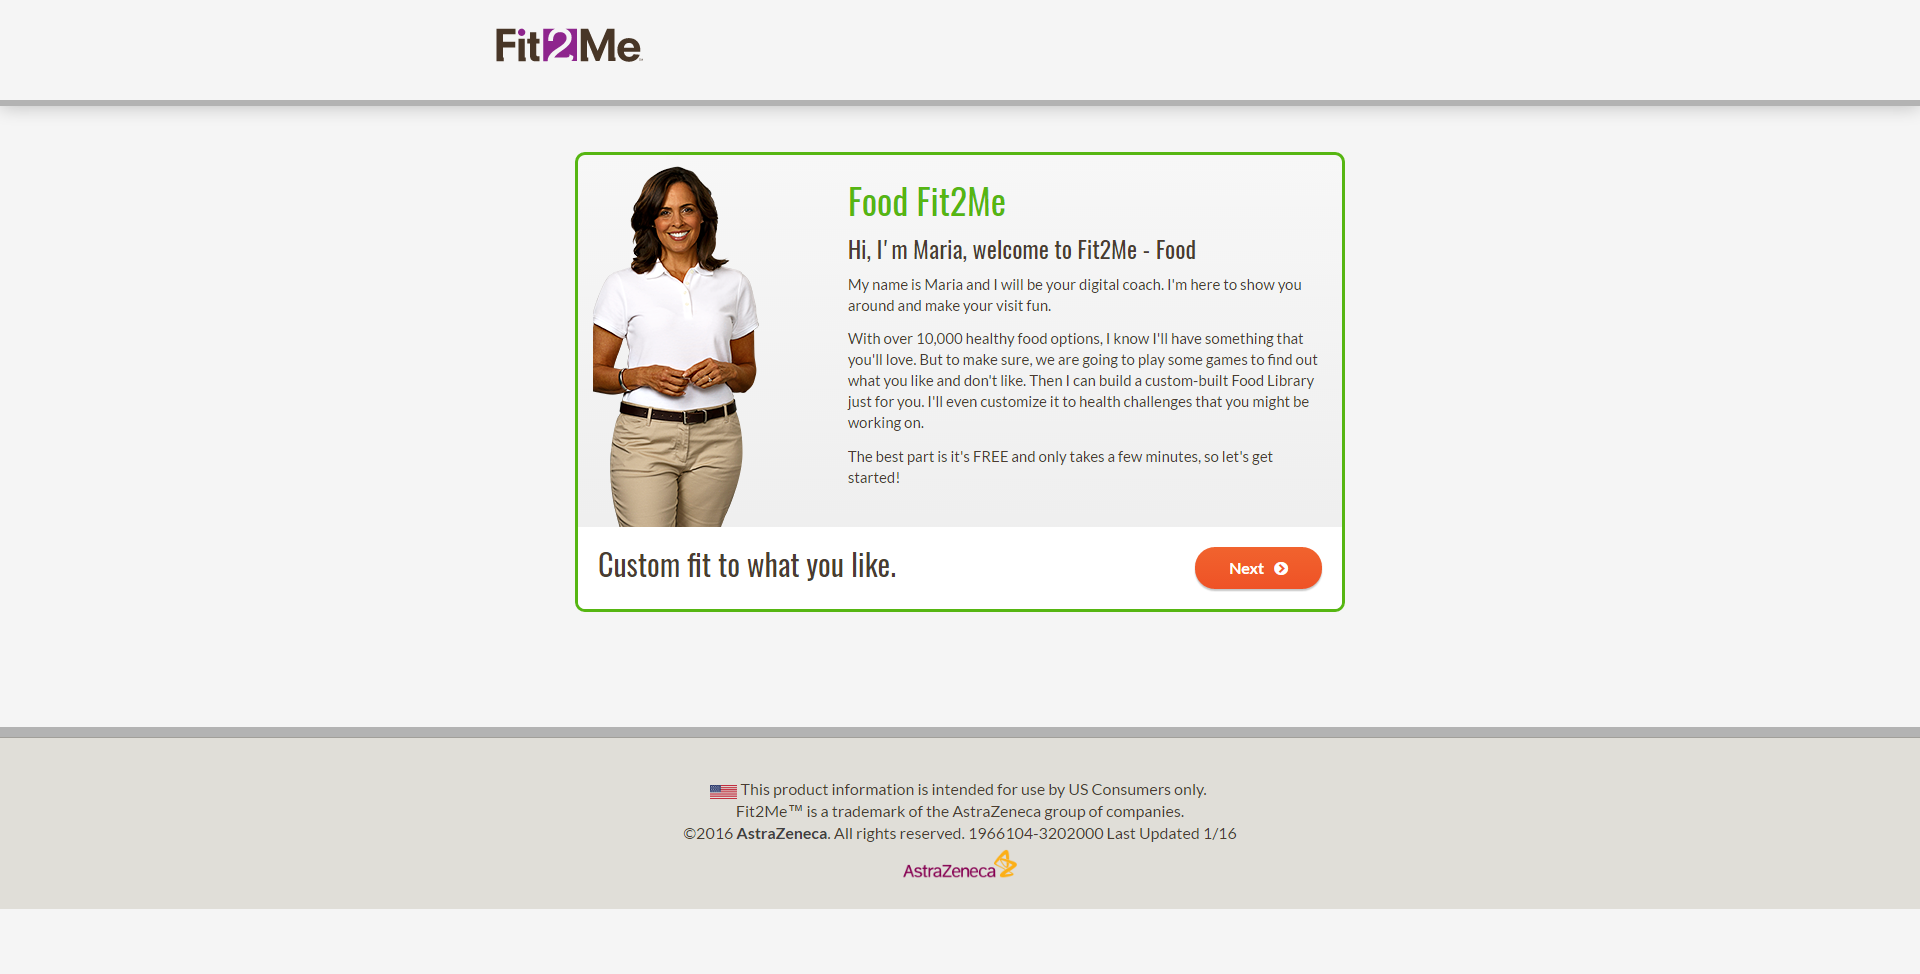 Fit2Me
Food Fit2Me
Hi, I'm Maria, welcome to Fit2Me - Food
My name is Maria and I will be your digital coach. I'm here to show you
around and make your visit fun.
With over 10,000 healthy food options, I know I'll have something that
you'll love. But to make sure, we are going to play some games to find out
what you like and don't like. Then I can build a custom-built Food Library
just for you. I'll even customize it to health challenges that you might be
working on.
The best part is it's FREE and only takes a few minutes, so let's get
started!
Custom fit to what you like.
Next
This product information is intended for use by US Consumers only.
Fit2Me™ is a trademark of the AstraZeneca group of companies.
©2016 AstraZeneca. All rights reserved. 1966104-3202000 Last Updated 1/16
AstraZeneca